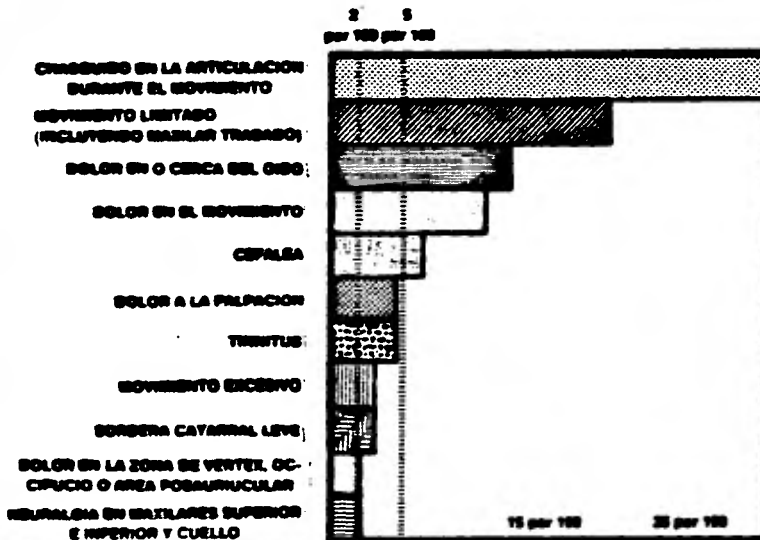 2 5
por 100 por 100
CHASQUIDO EN LA ARTICULACION
DURANTE EL MOVIMIENTO
MOVIMIENTO LIMITADO
(INCLUYENDO MAXILAR TRABADO)
DOLOR EN O CERCA DEL OIDO
DOLOR EN EL MOVIMIENTO
CEFALEA
DOLOR A LA PALPACION
TINNITUS
MOVIMIENTO EXCESIVO
SORDERA CATARRAL LEVE
DOLOR EN LA ZONA DE VERTEX, OC-
CIPUCIO O AREA POSAURICULAR
NEURALGIA EN MAXILARES SUPERIOR
E INFERIOR Y CUELLO
15 por 100 35 por 100